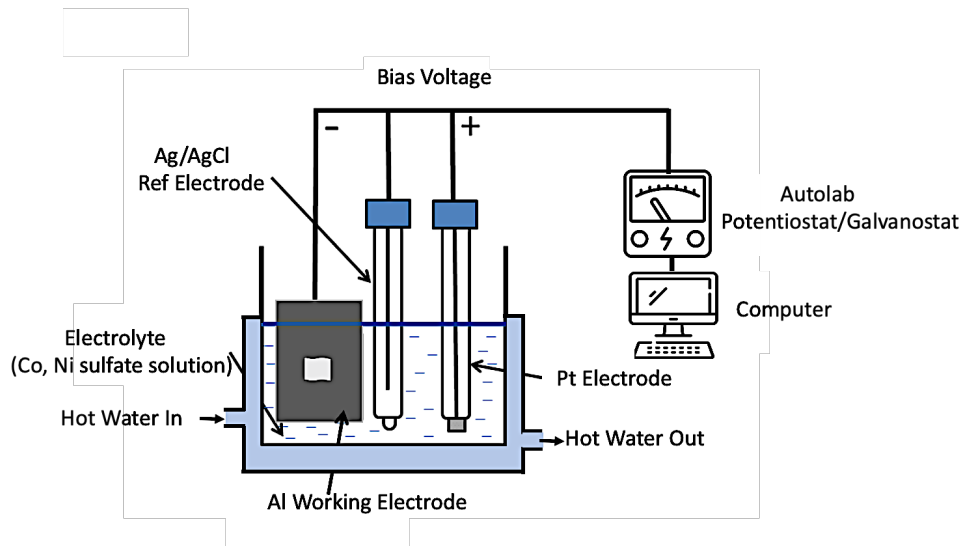 Bias Voltage
-
+
Ag/AgCl
Ref Electrode
Autolab
Potentiostat/Galvanostat
Computer
Electrolyte
(Co, Ni sulfate solution)
Pt Electrode
Hot Water In
Hot Water Out
Al Working Electrode